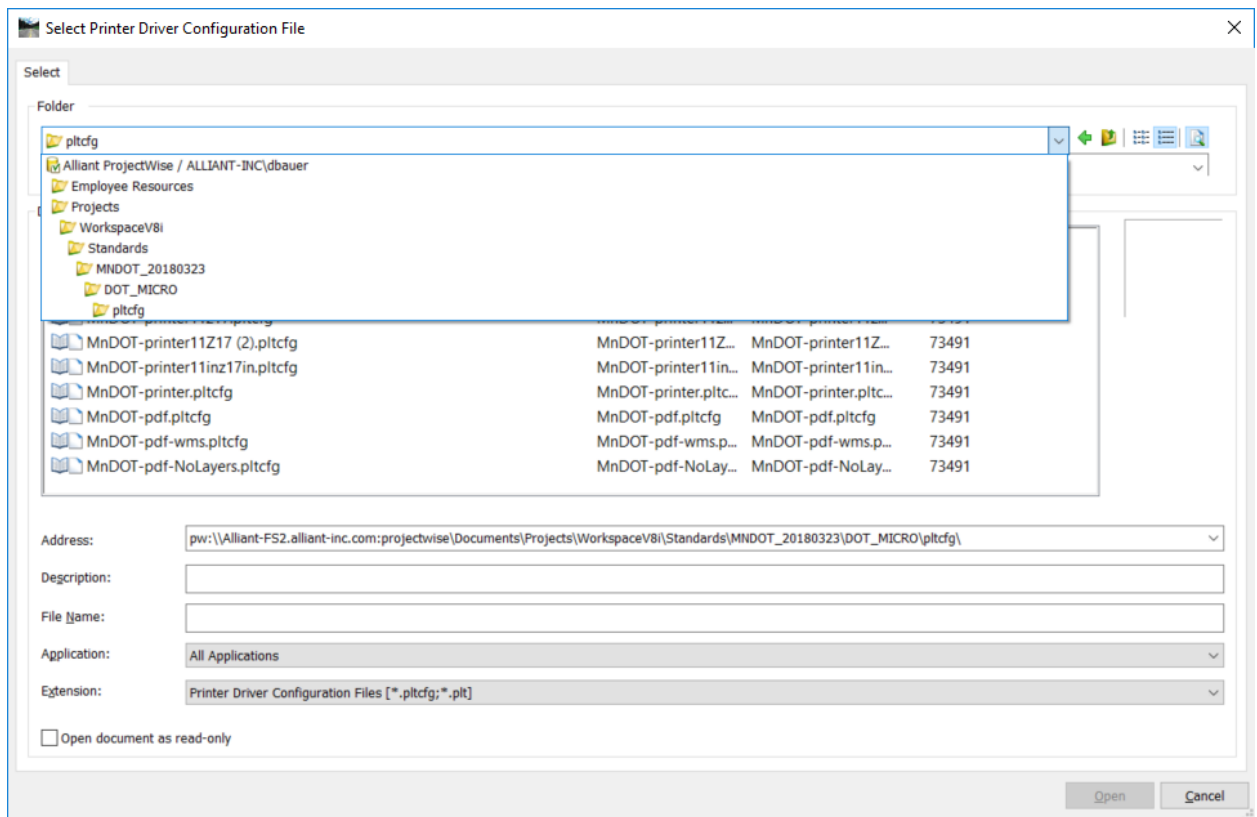 Select Printer Driver Configuration File
Select
Folder
pltcfg
Alliant ProjectWise / ALLIANT-INC\dbauer
Employee Resources
Projects
WorkspaceV8i
Standards
MNDOT_20180323
DOT_MICRO
pltcfg
MnDOT-printer11Z17 (2).pltcfg MnDOT-printer11Z... MnDOT-printer11Z... 73491
MnDOT-printer11inz17in.pltcfg MnDOT-printer11in... MnDOT-printer11in... 73491
MnDOT-printer.pltcfg MnDOT-printer.pltc... MnDOT-printer.pltc... 73491
MnDOT-pdf.pltcfg MnDOT-pdf.pltcfg MnDOT-pdf.pltcfg 73491
MnDOT-pdf-wms.pltcfg MnDOT-pdf-wms.p... MnDOT-pdf-wms.p... 73491
MnDOT-pdf-NoLayers.pltcfg MnDOT-pdf-NoLay... MnDOT-pdf-NoLay... 73491
Address: pw:\\Alliant-FS2.alliant-inc.com:projectwise\Documents\Projects\WorkspaceV8i\Standards\MNDOT_20180323\DOT_MICRO\pltcfg\
Description:
File Name:
Application: All Applications
Extension: Printer Driver Configuration Files [*.pltcfg;*.plt]
Open document as read-only
Open Cancel